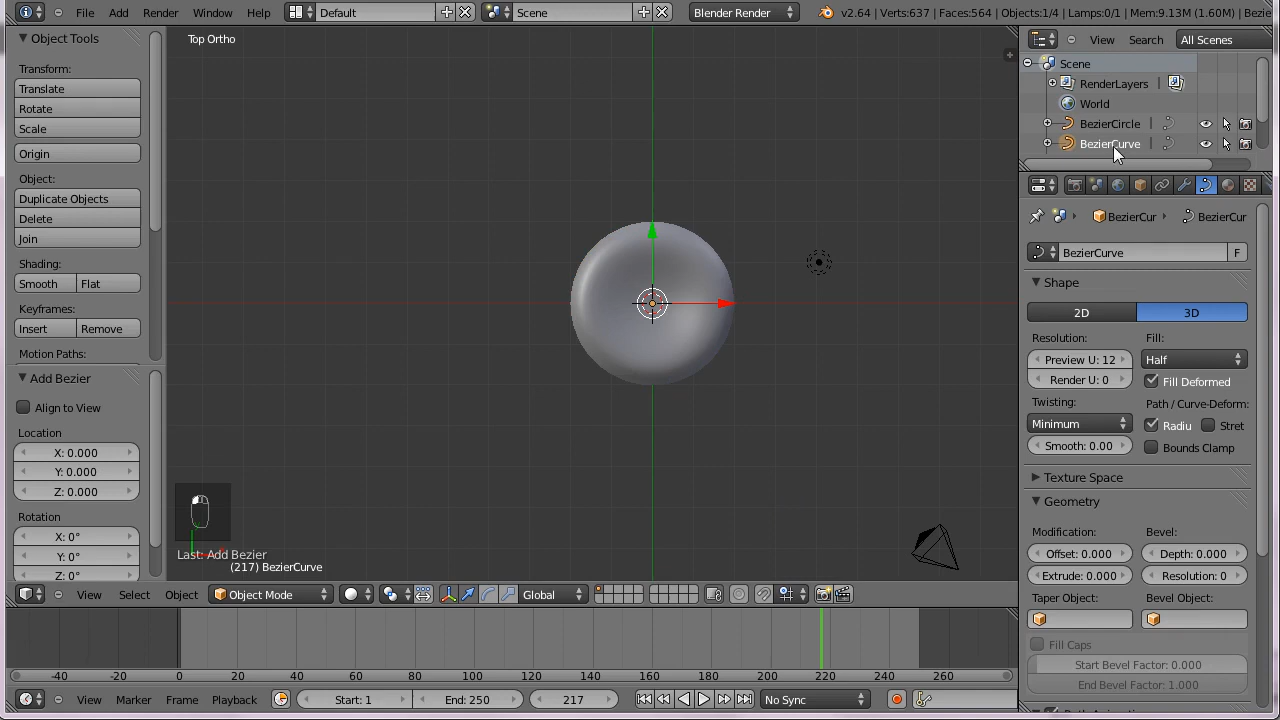 File Add Render Window Help Default Scene Blender Render v2.64 | Verts:637 | Faces:564 | Objects:1/4 | Lamps:0/1 | Mem:9.13M (1.60M) | Bezie
Object Tools
Transform:
Translate
Rotate
Scale
Origin
Object:
Duplicate Objects
Delete
Join
Shading:
Smooth Flat
Keyframes:
Insert Remove
Motion Paths:
Add Bezier
Align to View
Location
X: 0.000
Y: 0.000
Z: 0.000
Rotation
X: 0°
Y: 0°
Z: 0°
Top Ortho
Last: Add Bezier
(217) BezierCurve
View Select Object Object Mode Global
-40 -20 0 20 40 60 80 100 120 140 160 180 200 220 240 260
View Marker Frame Playback Start: 1 End: 250 217 No Sync
View Search All Scenes
Scene
RenderLayers |
World
BezierCircle |
BezierCurve |
BezierCur BezierCur
BezierCurve F
Shape
2D 3D
Resolution: Fill:
Preview U: 12 Half
Render U: 0 Fill Deformed
Twisting: Path / Curve-Deform:
Minimum Radiu Stret
Smooth: 0.00 Bounds Clamp
Texture Space
Geometry
Modification: Bevel:
Offset: 0.000 Depth: 0.000
Extrude: 0.000 Resolution: 0
Taper Object: Bevel Object:
Fill Caps
Start Bevel Factor: 0.000
End Bevel Factor: 1.000